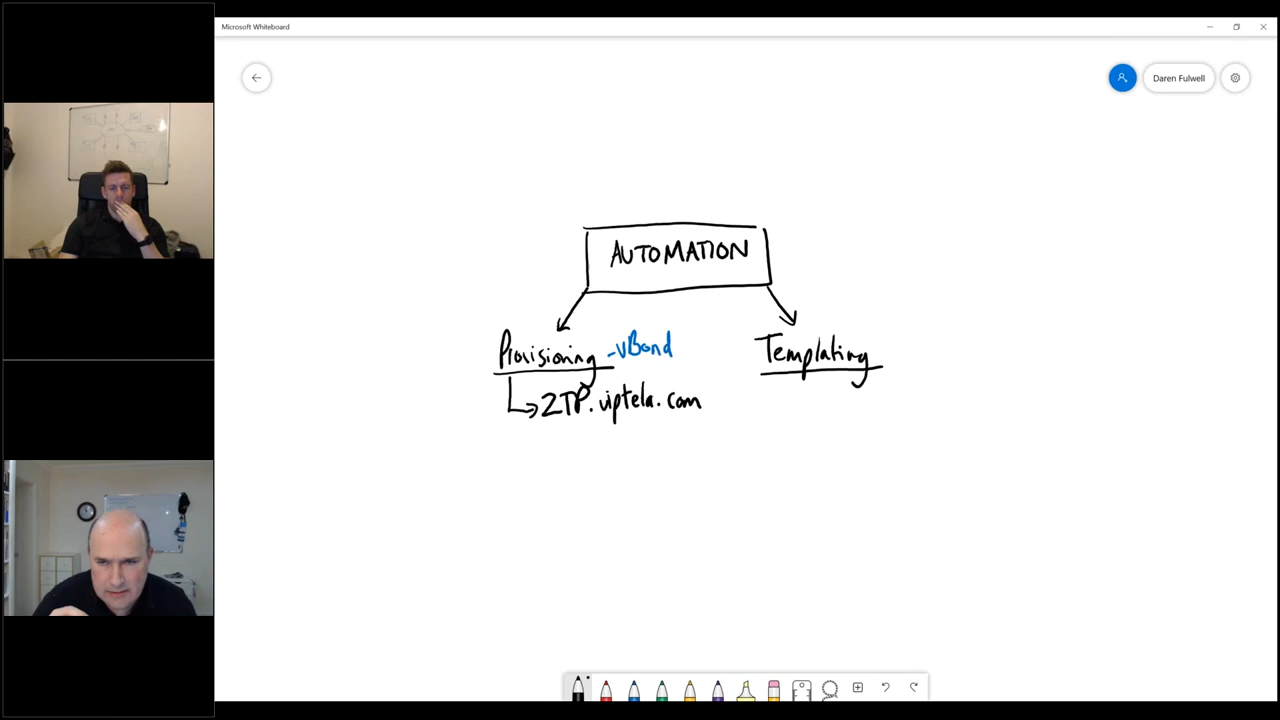 Microsoft Whiteboard
Daren Fulwell
AUTOMATION
Provisioning -vBond
Templating
ZTP.viptela.com